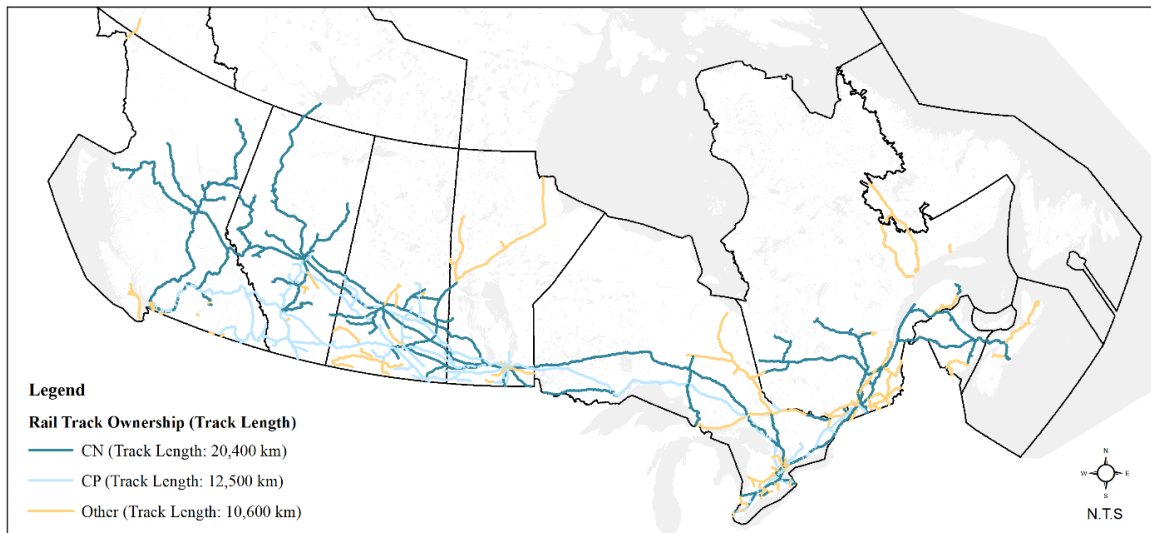 Legend
Rail Track Ownership (Track Length)
CN (Track Length: 20,400 km)
CP (Track Length: 12,500 km)
Other (Track Length: 10,600 km)
N
W E
S
N.T.S